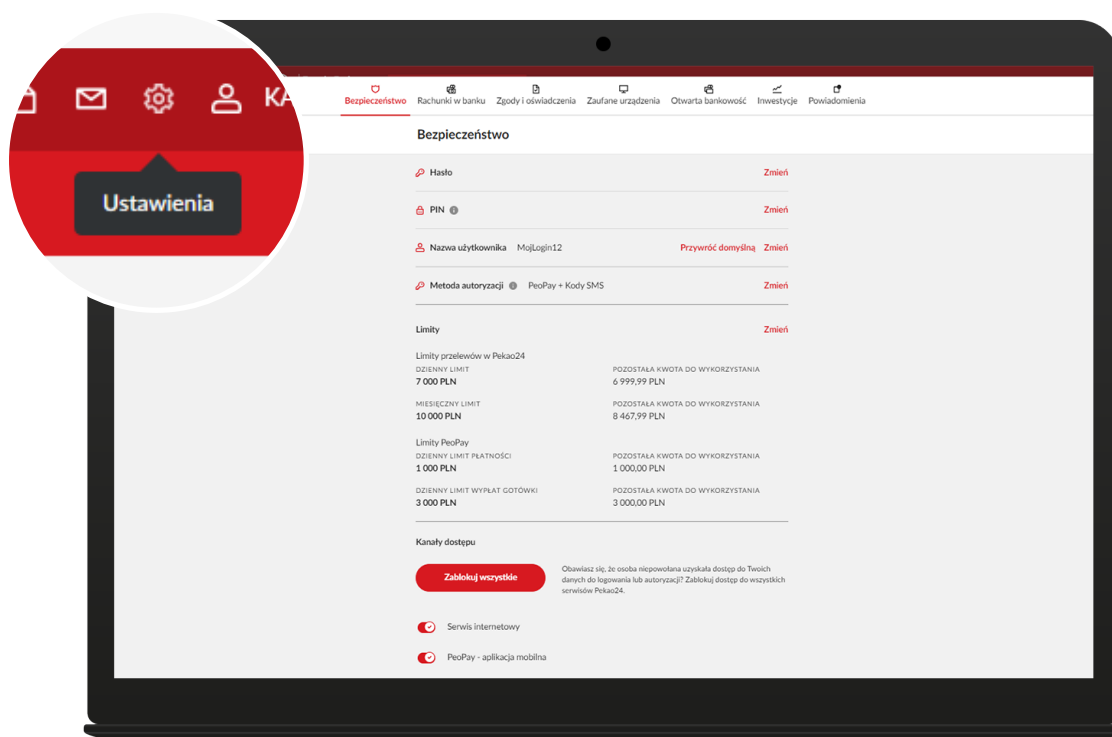 KA
Ustawienia
Bezpieczeństwo Rachunki w banku Zgody i oświadczenia Zaufane urządzenia Otwarta bankowość Inwestycje Powiadomienia
Bezpieczeństwo
Hasło Zmień
PIN Zmień
Nazwa użytkownika MojLogin12 Przywróć domyślną Zmień
Metoda autoryzacji PeoPay + Kody SMS Zmień
Limity Zmień
Limity przelewów w Pekao24
DZIENNY LIMIT POZOSTAŁA KWOTA DO WYKORZYSTANIA
7 000 PLN 6 999,99 PLN
MIESIĘCZNY LIMIT POZOSTAŁA KWOTA DO WYKORZYSTANIA
10 000 PLN 8 467,99 PLN
Limity PeoPay
DZIENNY LIMIT PŁATNOŚCI POZOSTAŁA KWOTA DO WYKORZYSTANIA
1 000 PLN 1 000,00 PLN
DZIENNY LIMIT WYPŁAT GOTÓWKI POZOSTAŁA KWOTA DO WYKORZYSTANIA
3 000 PLN 3 000,00 PLN
Kanały dostępu
Zablokuj wszystkie
Obawiasz się, że osoba niepowołana uzyskała dostęp do Twoich
danych do logowania lub autoryzacji? Zablokuj dostęp do wszystkich
serwisów Pekao24.
Serwis internetowy
PeoPay - aplikacja mobilna